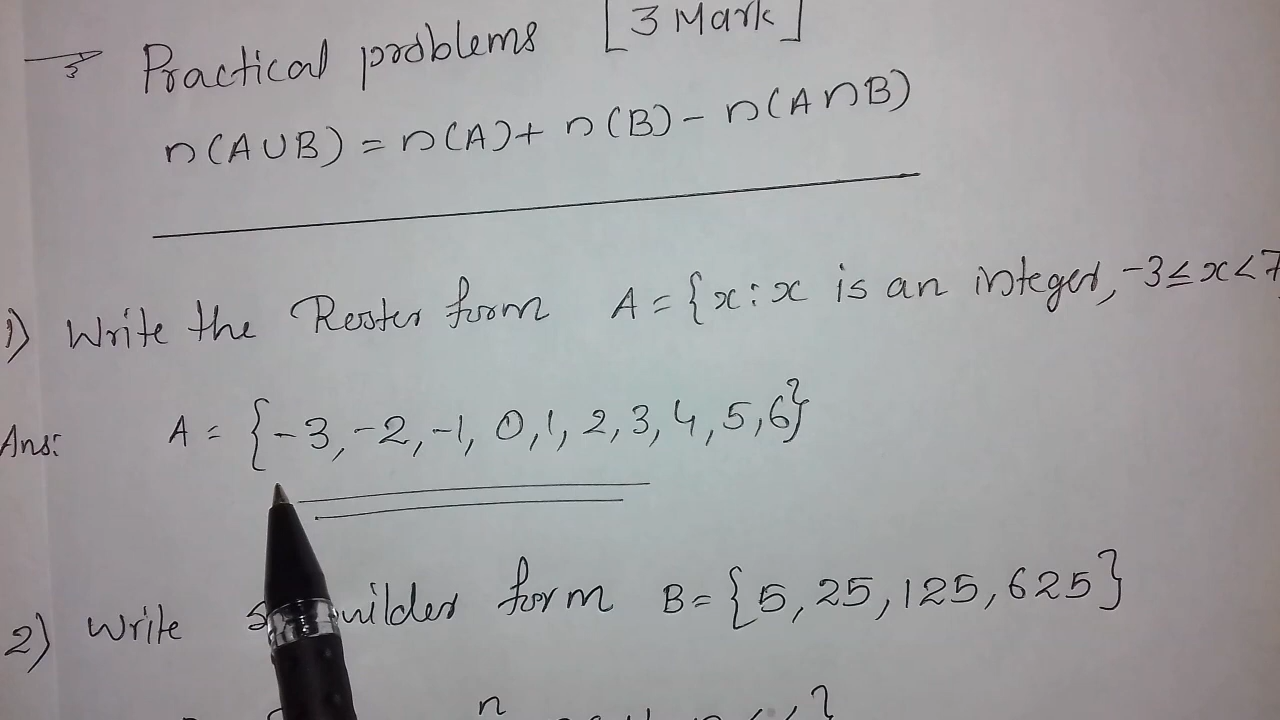 → Practical problems [3 Mark]
n(A∪B) = n(A)+ n(B) - n(A∩B)
1) Write the Roster form A = {x : x is an integer, -3≤x<7
Ans: A = {-3, -2, -1, 0, 1, 2, 3, 4, 5, 6}
2) Write builder form B = {5, 25, 125, 625}
n